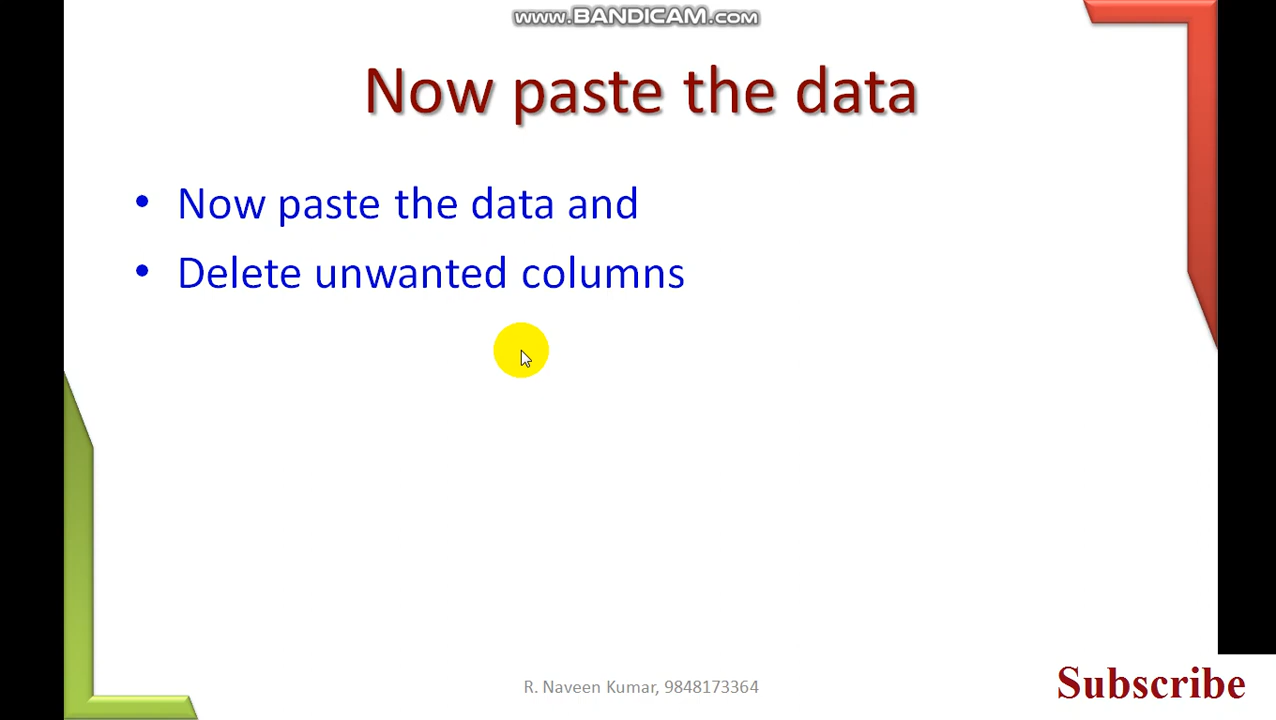 www.BANDICAM.com
Now paste the data
• Now paste the data and
• Delete unwanted columns
R. Naveen Kumar, 9848173364
Subscribe